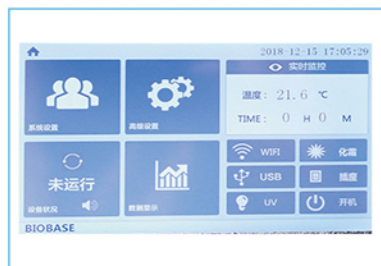 2018-12-15 17:05:29
实时监控
温度: 21.6 ℃
TIME: 0 H 0 M
系统设置
高级设置
WIFI
化霜
USB
插座
UV
开机
未运行
设备状况
数据显示
BIOBASE